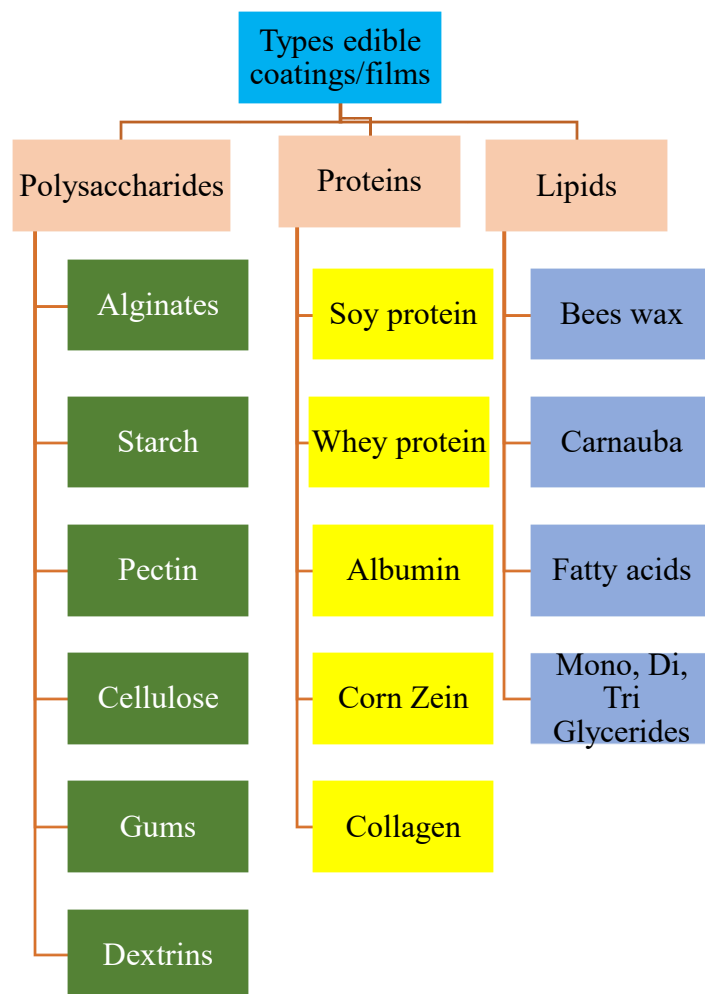 Types edible
coatings/films
Polysaccharides
Proteins
Lipids
Alginates
Starch
Pectin
Cellulose
Gums
Dextrins
Soy protein
Whey protein
Albumin
Corn Zein
Collagen
Bees wax
Carnauba
Fatty acids
Mono, Di,
Tri
Glycerides